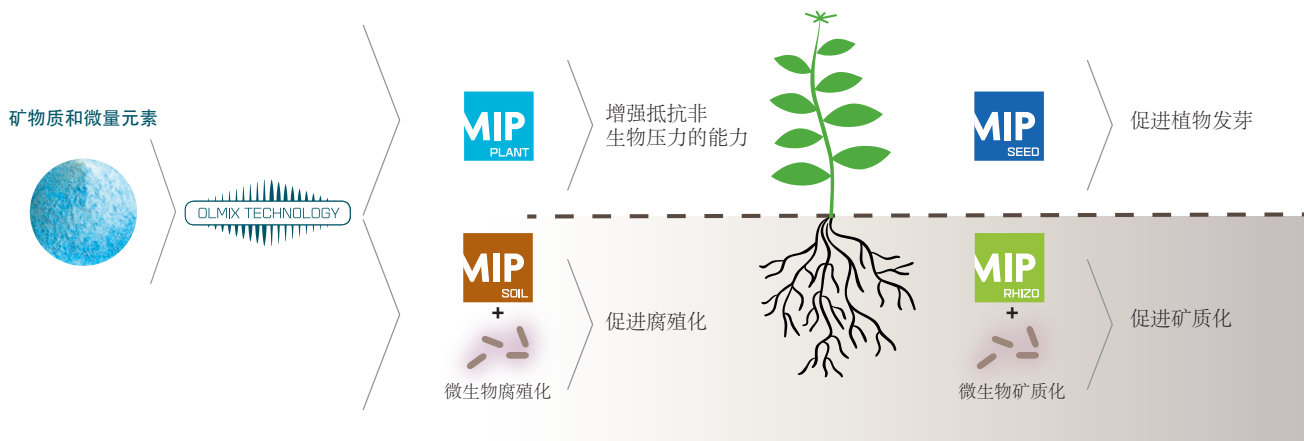 矿物质和微量元素
OLMIX TECHNOLOGY
MIP
PLANT
增强抵抗非
生物压力的能力
MIP
SEED
促进植物发芽
MIP
SOIL
+
微生物腐殖化
促进腐殖化
MIP
RHIZO
+
微生物矿质化
促进矿质化